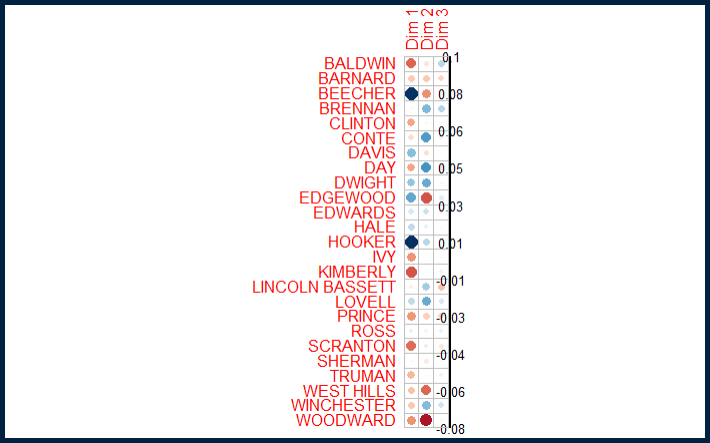 Dim 1
Dim 2
Dim 3
BALDWIN
BARNARD
BEECHER
BRENNAN
CLINTON
CONTE
DAVIS
DAY
DWIGHT
EDGEWOOD
EDWARDS
HALE
HOOKER
IVY
KIMBERLY
LINCOLN BASSETT
LOVELL
PRINCE
ROSS
SCRANTON
SHERMAN
TRUMAN
WEST HILLS
WINCHESTER
WOODWARD
0.1
0.08
0.06
0.05
0.03
0.01
-0.01
-0.03
-0.04
-0.06
-0.08